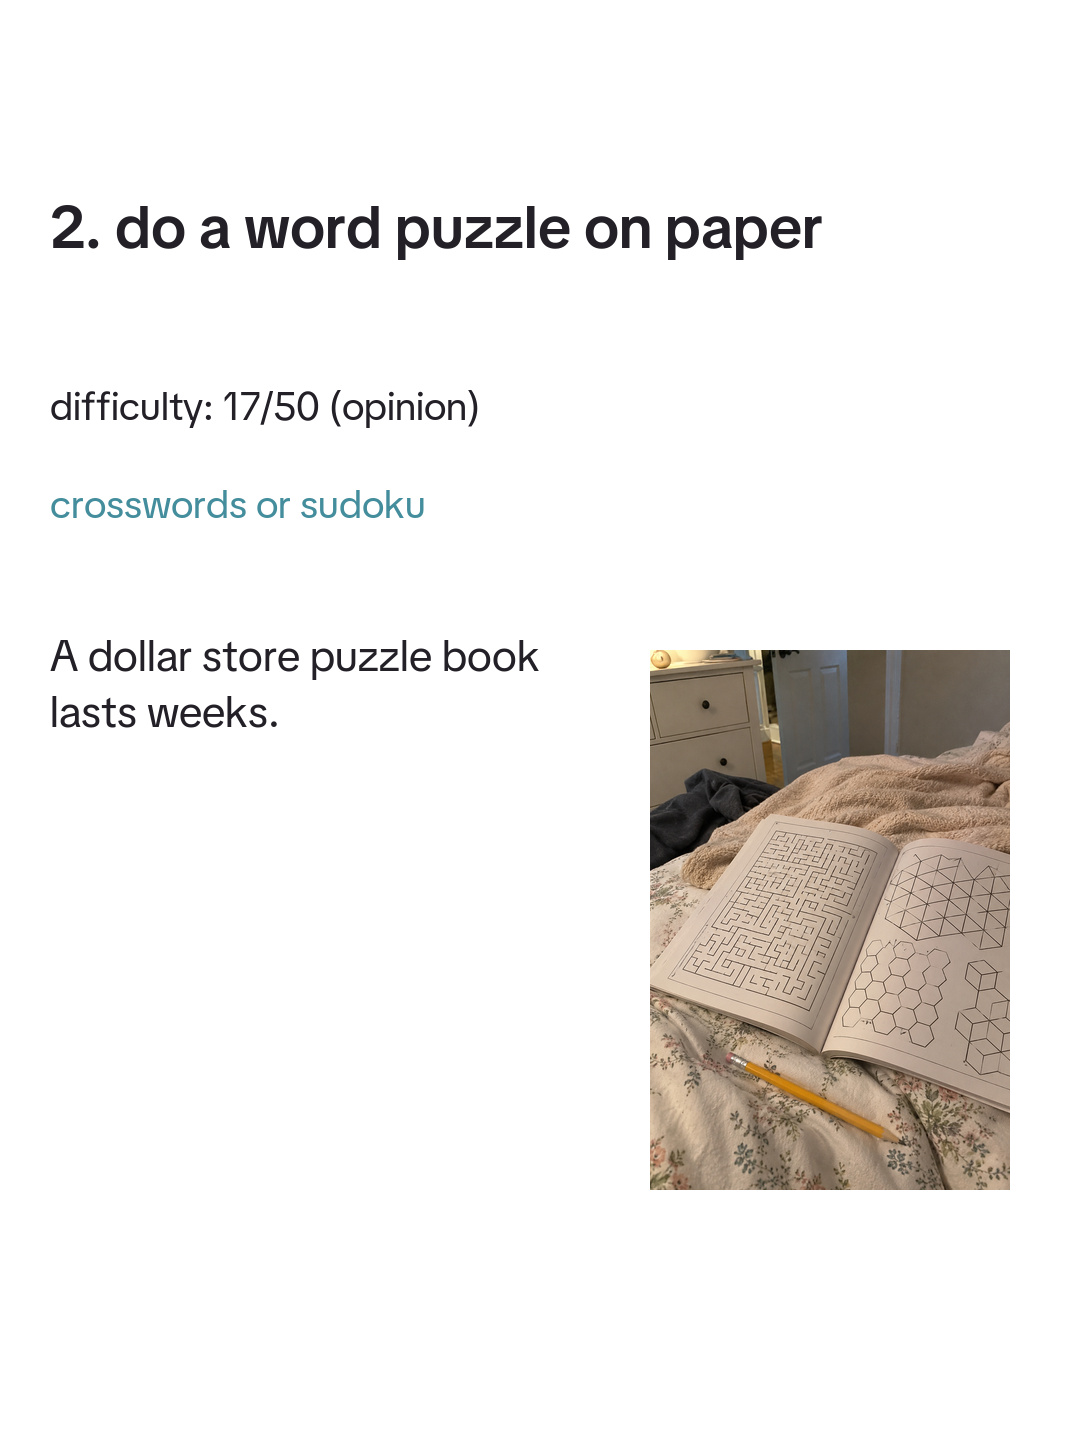 2. do a word puzzle on paper
difficulty: 17/50 (opinion)
crosswords or sudoku
A dollar store puzzle book
lasts weeks.